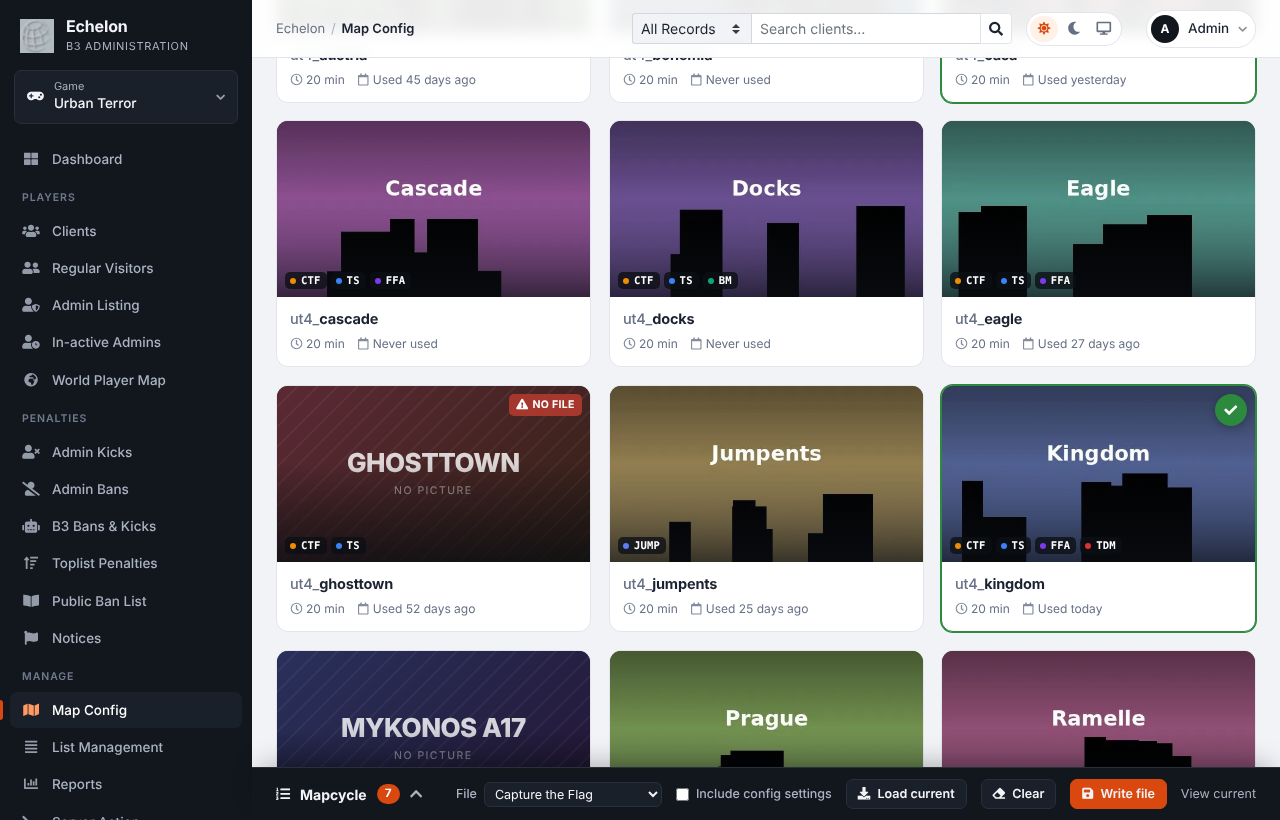 Echelon
B3 ADMINISTRATION
Game
Urban Terror
Dashboard
PLAYERS
Clients
Regular Visitors
Admin Listing
In-active Admins
World Player Map
PENALTIES
Admin Kicks
Admin Bans
B3 Bans & Kicks
Toplist Penalties
Public Ban List
Notices
MANAGE
Map Config
List Management
Reports
Server Action
Echelon / Map Config
All Records
Search clients...
A Admin
ut4_austria
20 min Used 45 days ago
ut4_bohemia
20 min Never used
ut4_casa
20 min Used yesterday
Cascade
CTF TS FFA
ut4_cascade
20 min Never used
Docks
CTF TS BM
ut4_docks
20 min Never used
Eagle
CTF TS FFA
ut4_eagle
20 min Used 27 days ago
NO FILE
GHOSTTOWN
NO PICTURE
CTF TS
ut4_ghosttown
20 min Used 52 days ago
Jumpents
JUMP
ut4_jumpents
20 min Used 25 days ago
Kingdom
CTF TS FFA TDM
ut4_kingdom
20 min Used today
MYKONOS A17
NO PICTURE
Prague
Ramelle
Mapcycle 7
File Capture the Flag
Include config settings
Load current
Clear
Write file
View current